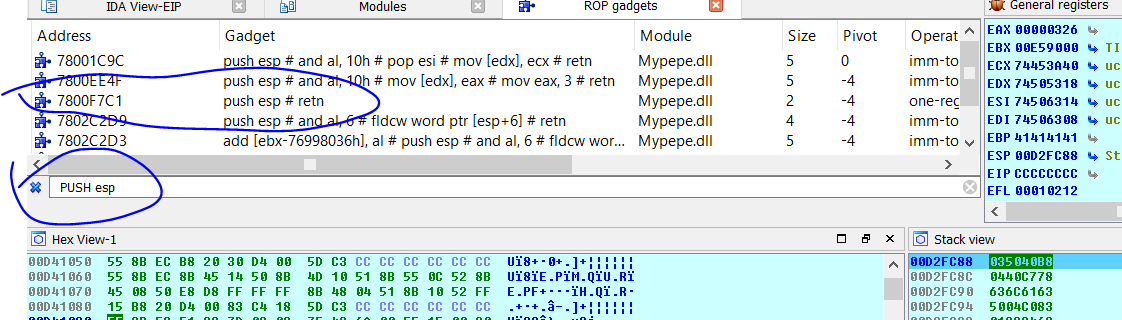 IDA View-EIP Modules ROP gadgets General registers
Address Gadget Module Size Pivot Operat
78001C9C push esp # and al, 10h # pop esi # mov [edx], ecx # retn Mypepe.dll 5 0 imm-to
7800EE4F push esp # and al, 10h # mov [edx], eax # mov eax, 3 # retn Mypepe.dll 5 -4 imm-to
7800F7C1 push esp # retn Mypepe.dll 2 -4 one-reg
7802C2D9 push esp # and al, 6 # fldcw word ptr [esp+6] # retn Mypepe.dll 4 -4 imm-to
7802C2D3 add [ebx-76998036h], al # push esp # and al, 6 # fldcw wor... Mypepe.dll 5 -4 imm-to
PUSH esp
EAX 00000326
EBX 00E59000 TI
ECX 74453A40 uc
EDX 74505318 uc
ESI 74506314 uc
EDI 74506308 uc
EBP 41414141
ESP 00D2FC88 St
EIP CCCCCCCC
EFL 00010212
Hex View-1 Stack view
00D41050 55 8B EC B8 20 30 D4 00 5D C3 CC CC CC CC CC CC
00D41060 55 8B EC 8B 45 14 50 8B 4D 10 51 8B 55 0C 52 8B
00D41070 45 08 50 E8 D8 FF FF FF 8B 48 04 51 8B 10 52 FF
00D41080 15 B8 20 D4 00 83 C4 18 5D C3 CC CC CC CC CC CC
00D2FC88 035040B8
00D2FC8C 0440C778
00D2FC90 636C6163
00D2FC94 5004C083